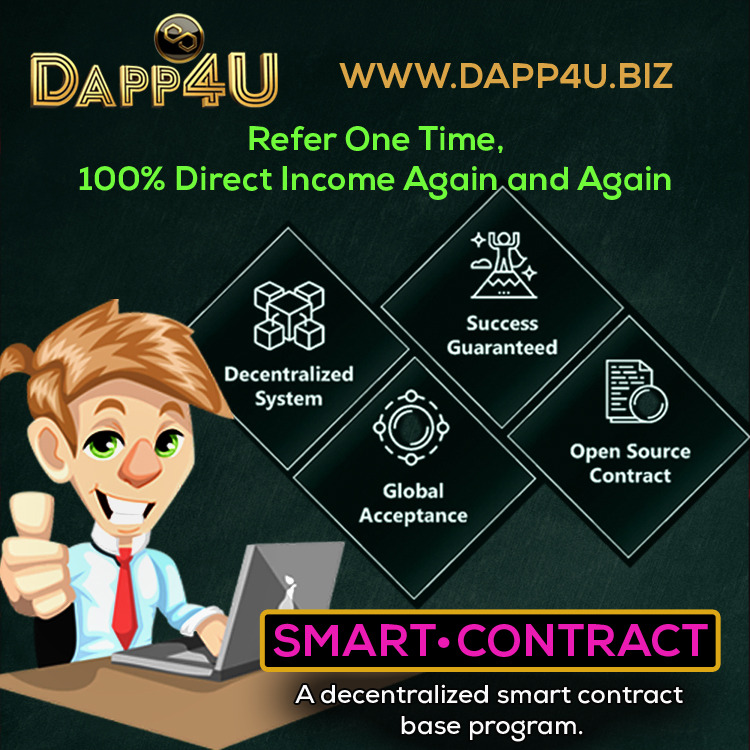 DAPP4U
WWW.DAPP4U.BIZ
Refer One Time,
100% Direct Income Again and Again
Decentralized
System
Success
Guaranteed
Global
Acceptance
Open Source
Contract
SMART•CONTRACT
A decentralized smart contract
base program.